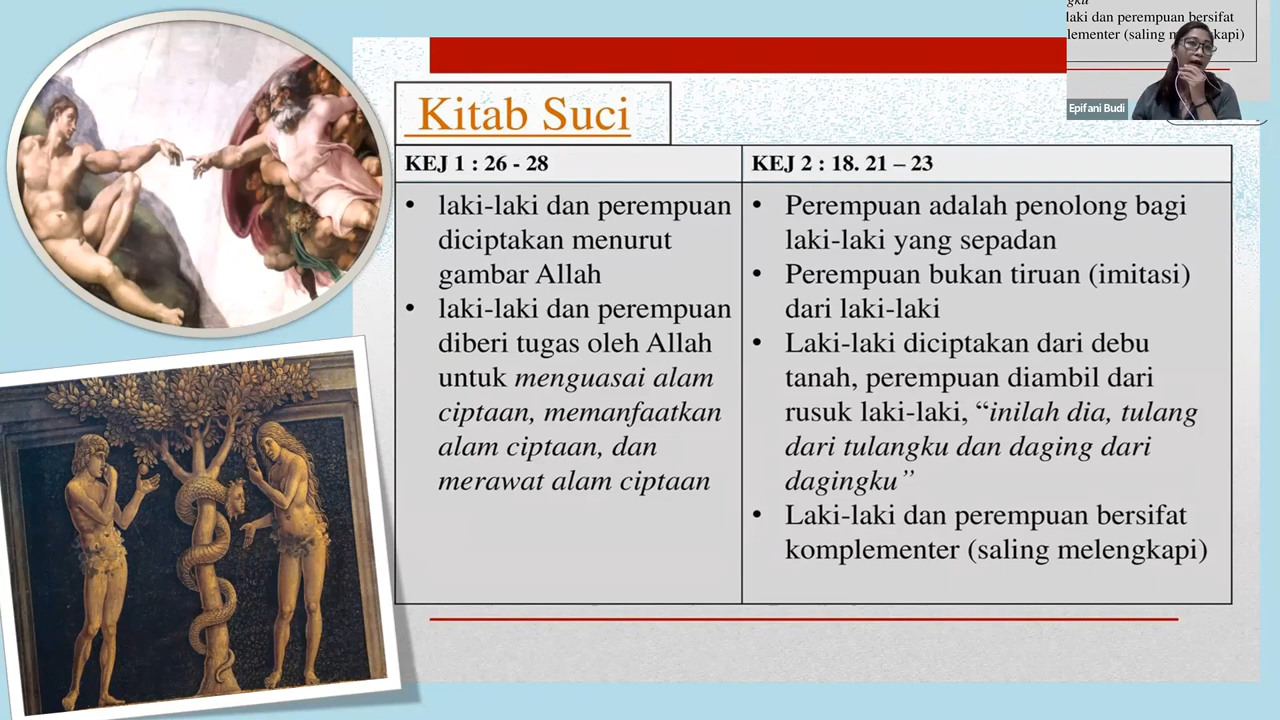 Kitab Suci
KEJ 1 : 26 - 28
• laki-laki dan perempuan
diciptakan menurut
gambar Allah
• laki-laki dan perempuan
diberi tugas oleh Allah
untuk menguasai alam
ciptaan, memanfaatkan
alam ciptaan, dan
merawat alam ciptaan
KEJ 2 : 18. 21 – 23
• Perempuan adalah penolong bagi
laki-laki yang sepadan
• Perempuan bukan tiruan (imitasi)
dari laki-laki
• Laki-laki diciptakan dari debu
tanah, perempuan diambil dari
rusuk laki-laki, “inilah dia, tulang
dari tulangku dan daging dari
dagingku”
• Laki-laki dan perempuan bersifat
komplementer (saling melengkapi)
laki dan perempuan bersifat
(saling
Epifani Budi